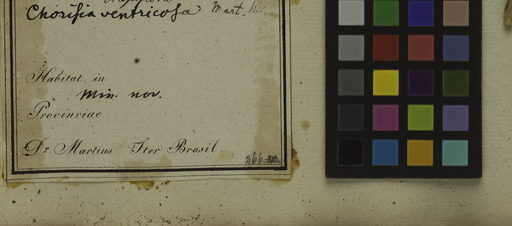 Chorisia ventricosa Mart.
Habitat in
Min. nov.
Provinciae
Dr Martius Iter Brasil